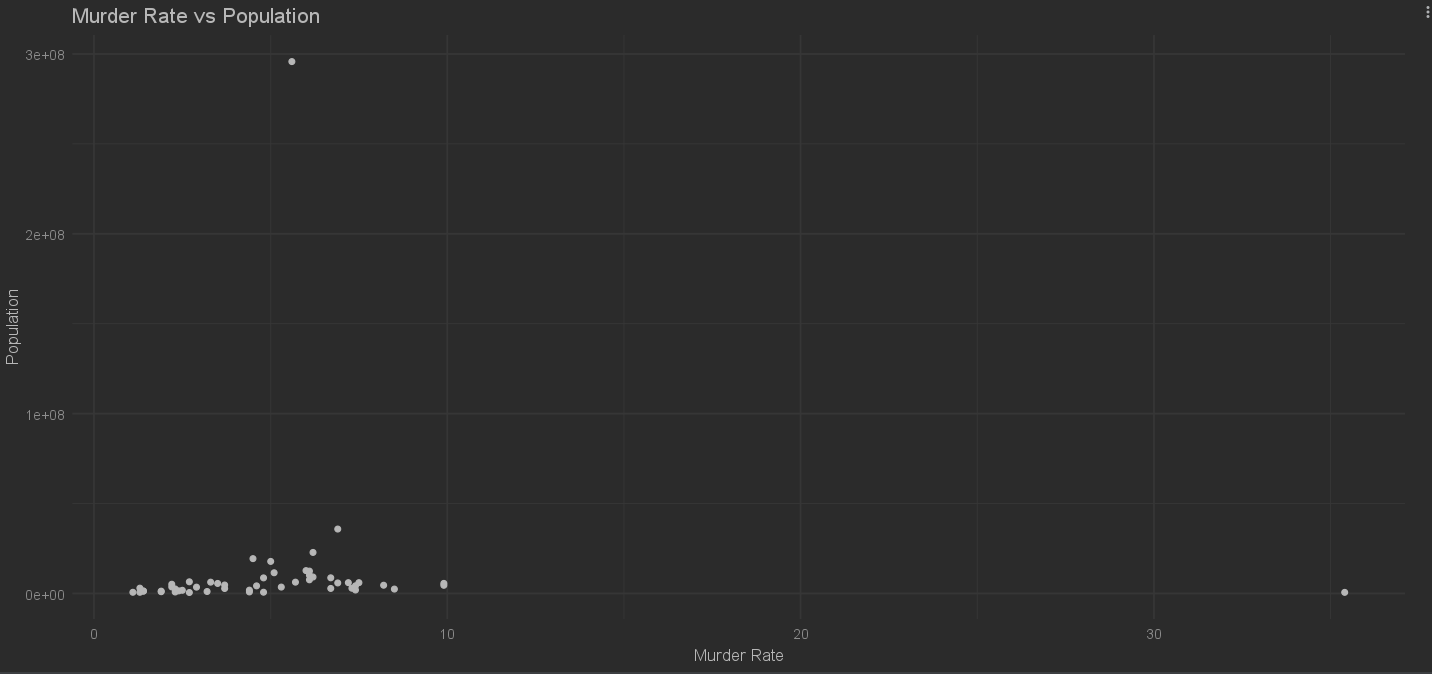 Murder Rate vs Population
3e+08
2e+08
1e+08
0e+00
Population
0
10
20
30
Murder Rate